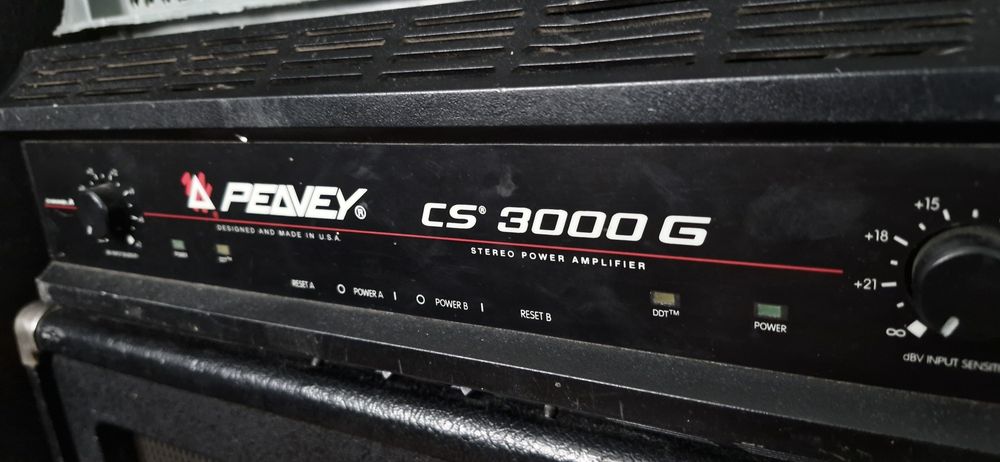 PEAVEY®
DESIGNED AND MADE IN U.S.A.
CS® 3000 G
STEREO POWER AMPLIFIER
RESET A
POWER A
POWER B
RESET B
DDT™
POWER
+15
+18
+21
∞
dBV INPUT